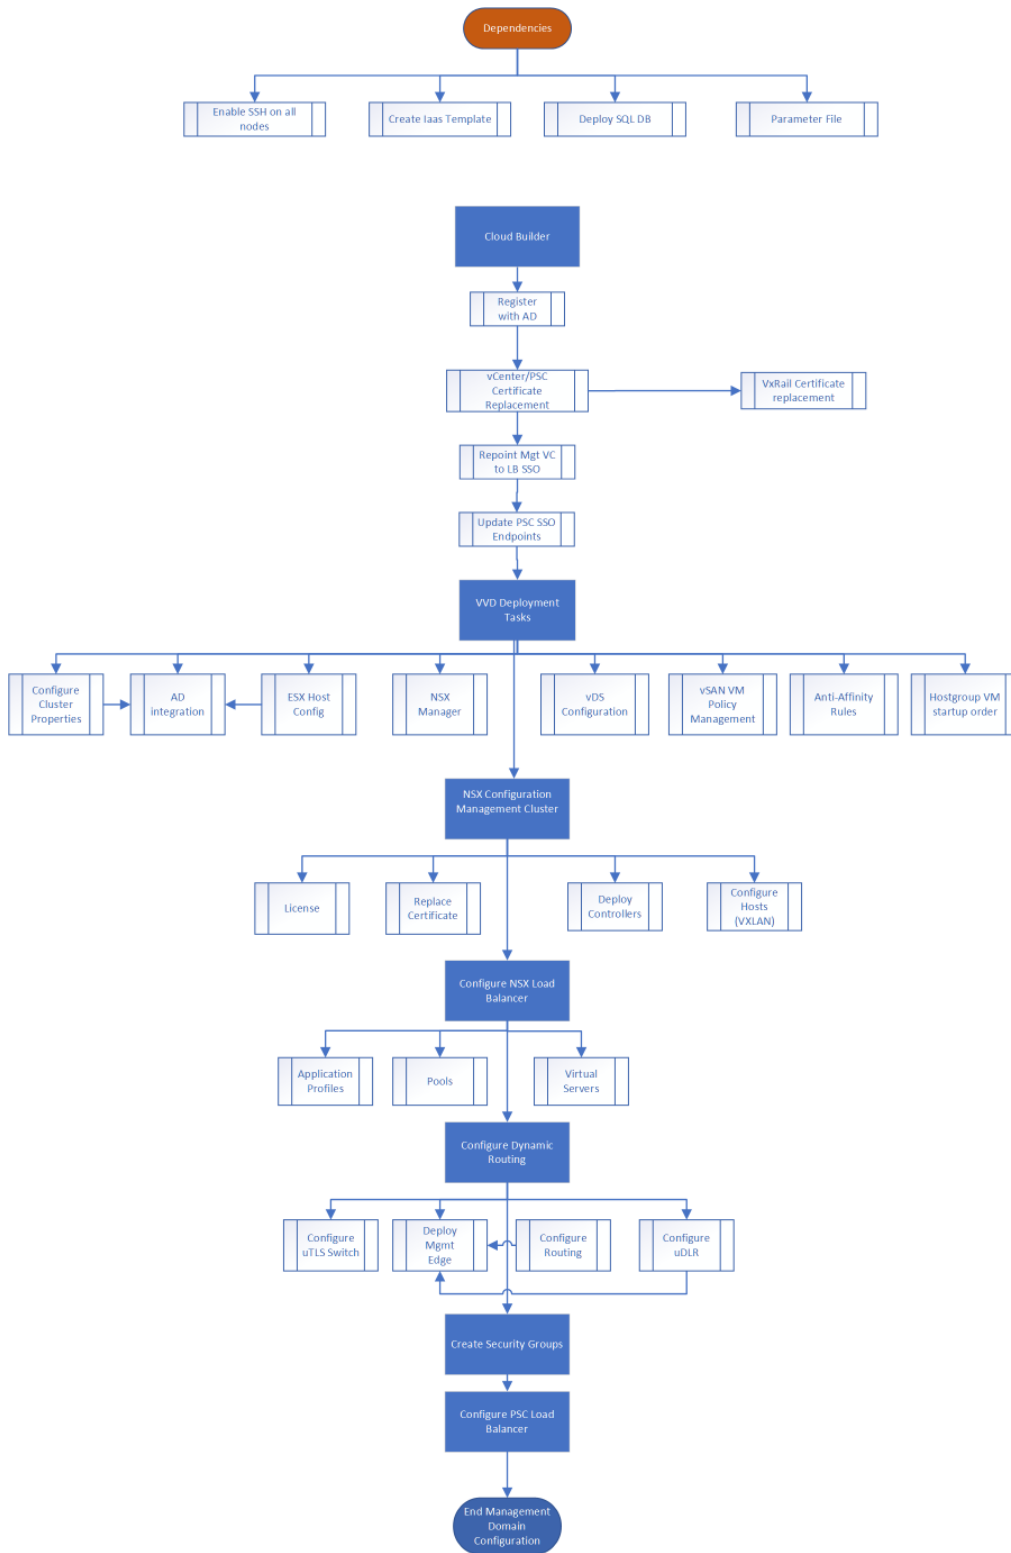 Dependencies
Enable SSH on all
nodes
Create Iaas Template
Deploy SQL DB
Parameter File
Cloud Builder
Register
with AD
vCenter/PSC
Certificate
Replacement
VxRail Certificate
replacement
Repoint Mgt VC
to LB SSO
Update PSC SSO
Endpoints
VVD Deployment
Tasks
Configure
Cluster
Properties
AD
integration
ESX Host
Config
NSX
Manager
vDS
Configuration
vSAN VM
Policy
Management
Anti-Affinity
Rules
Hostgroup VM
startup order
NSX Configuration
Management Cluster
License
Replace
Certificate
Deploy
Controllers
Configure
Hosts
(VXLAN)
Configure NSX Load
Balancer
Application
Profiles
Pools
Virtual
Servers
Configure Dynamic
Routing
Configure
uTLS Switch
Deploy
Mgmt
Edge
Configure
Routing
Configure
uDLR
Create Security Groups
Configure PSC Load
Balancer
End Management
Domain
Configuration